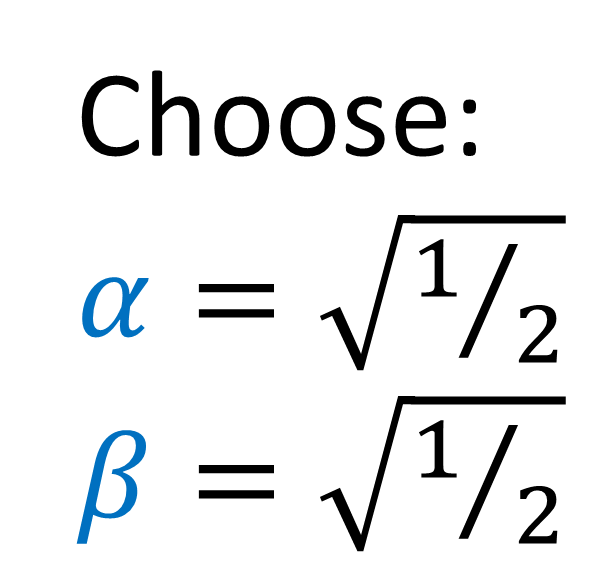 Choose:
α = √1/2
β = √1/2